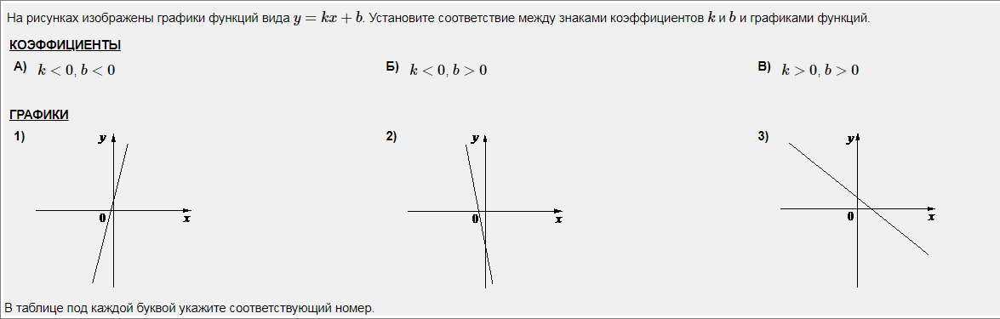 На рисунках изображены графики функций вида y = kx + b. Установите соответствие между знаками коэффициентов k и b и графиками функций.
КОЭФФИЦИЕНТЫ
А) k < 0, b < 0 Б) k < 0, b > 0 В) k > 0, b > 0
ГРАФИКИ
1) 2) 3)
y y y
0 x 0 x 0 x
В таблице под каждой буквой укажите соответствующий номер.